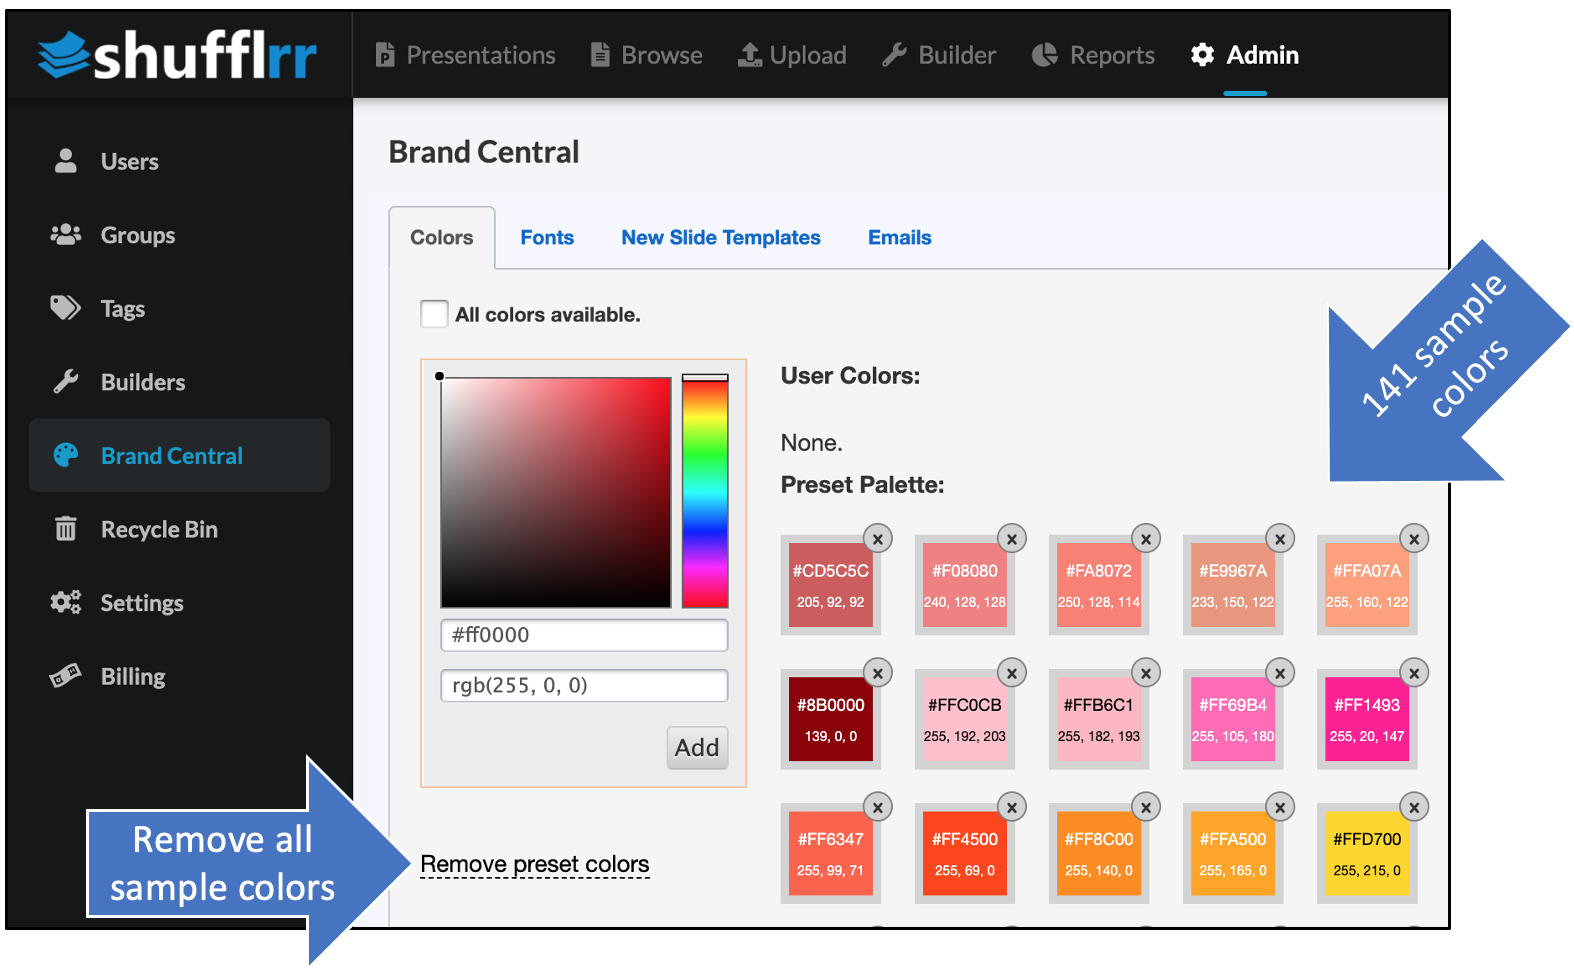 shufflrr
Presentations
Browse
Upload
Builder
Reports
Admin
Users
Groups
Tags
Builders
Brand Central
Recycle Bin
Settings
Billing
Brand Central
Colors
Fonts
New Slide Templates
Emails
All colors available.
#ff0000
rgb(255, 0, 0)
Add
Remove preset colors
Remove all
sample colors
141 sample
colors
User Colors:
None.
Preset Palette:
#CD5C5C
205, 92, 92
x
#F08080
240, 128, 128
x
#FA8072
250, 128, 114
x
#E9967A
233, 150, 122
x
#FFA07A
255, 160, 122
x
#8B0000
139, 0, 0
x
#FFC0CB
255, 192, 203
x
#FFB6C1
255, 182, 193
x
#FF69B4
255, 105, 180
x
#FF1493
255, 20, 147
x
#FF6347
255, 99, 71
x
#FF4500
255, 69, 0
x
#FF8C00
255, 140, 0
x
#FFA500
255, 165, 0
x
#FFD700
255, 215, 0
x